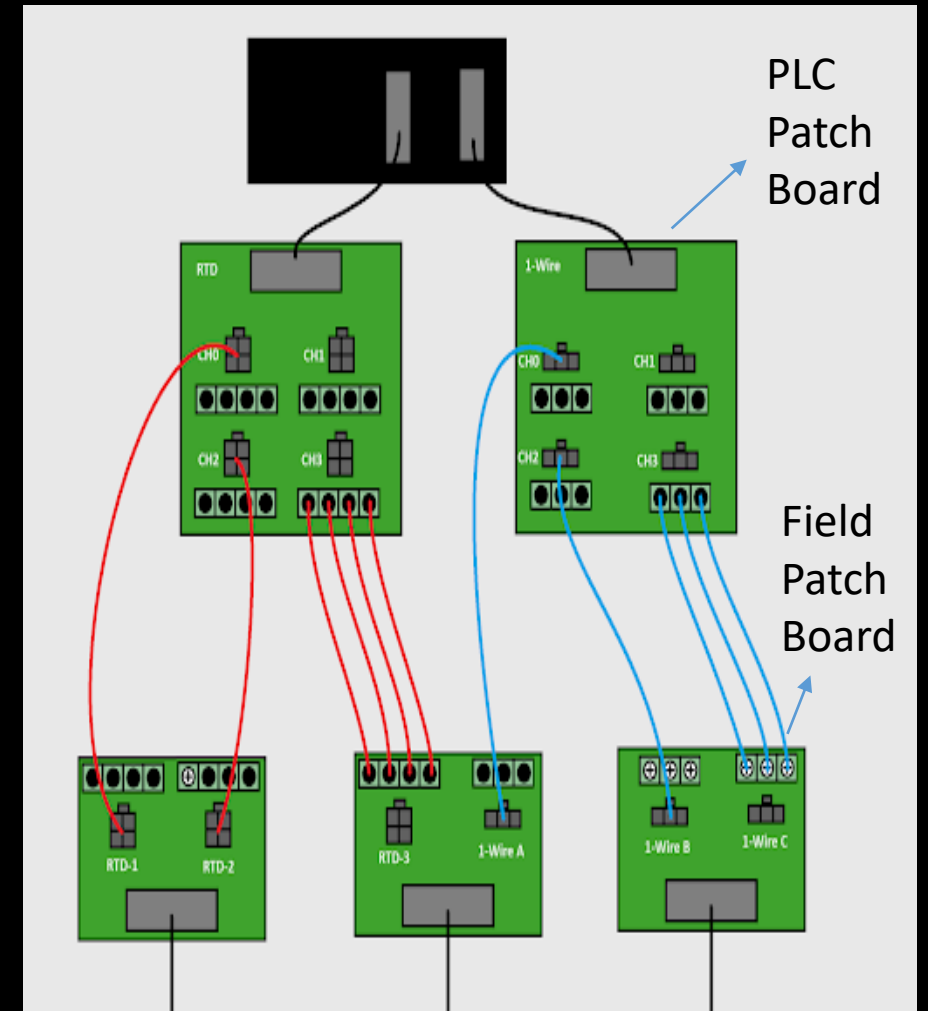 PLC
Patch
Board
RTD
1-Wire
CH0
CH1
CH0
CH1
CH2
CH3
CH2
CH3
Field
Patch
Board
RTD-1
RTD-2
RTD-3
1-Wire A
1-Wire B
1-Wire C